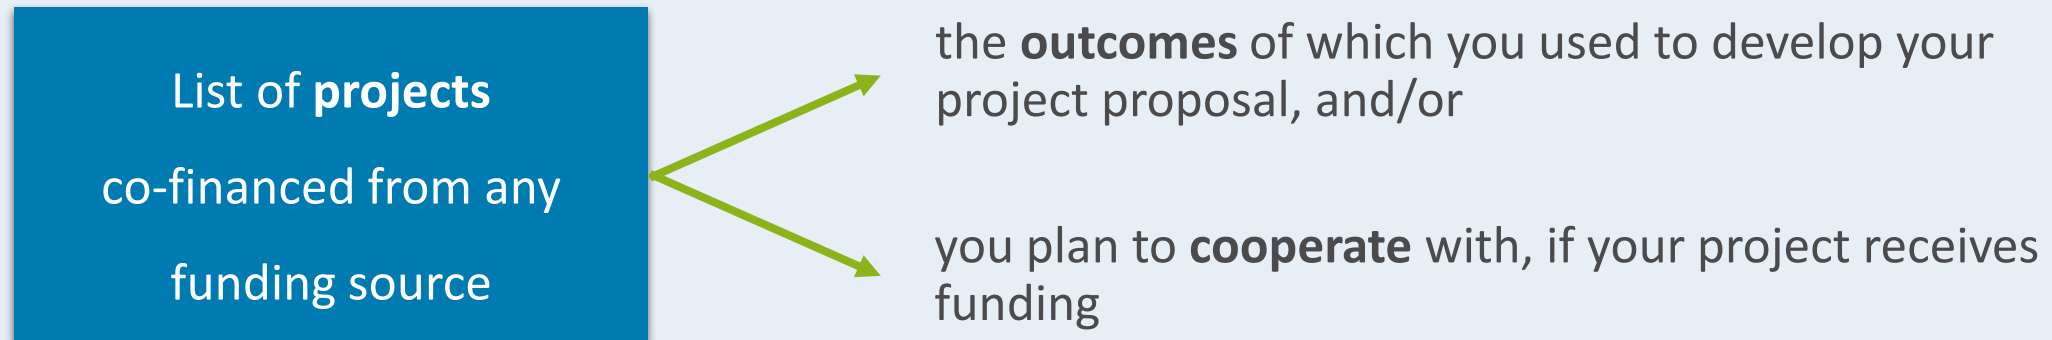 List of projects
co-financed from any
funding source
the outcomes of which you used to develop your
project proposal, and/or
you plan to cooperate with, if your project receives
funding